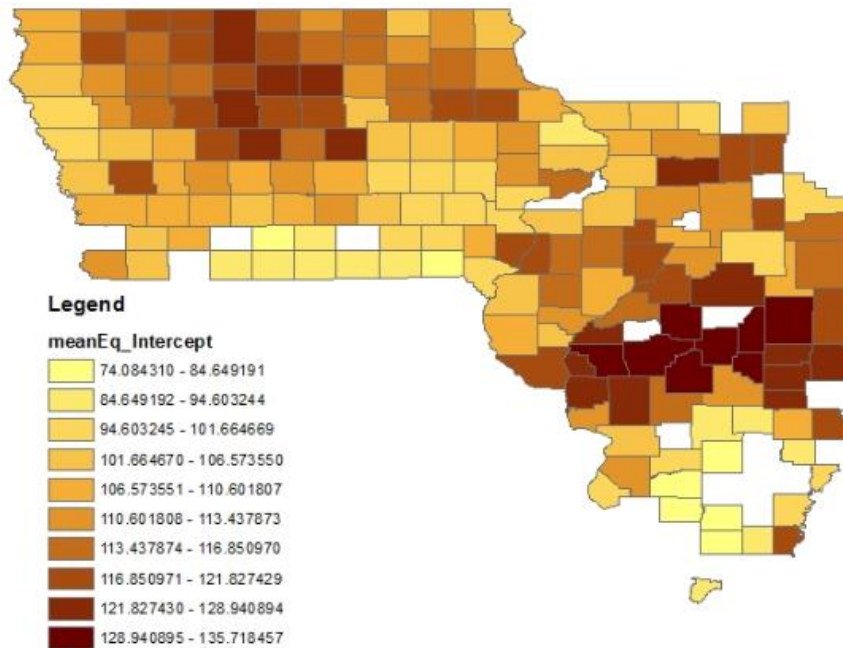 Legend
meanEq_Intercept
74.084310 - 84.649191
84.649192 - 94.603244
94.603245 - 101.664669
101.664670 - 106.573550
106.573551 - 110.601807
110.601808 - 113.437873
113.437874 - 116.850970
116.850971 - 121.827429
121.827430 - 128.940894
128.940895 - 135.718457